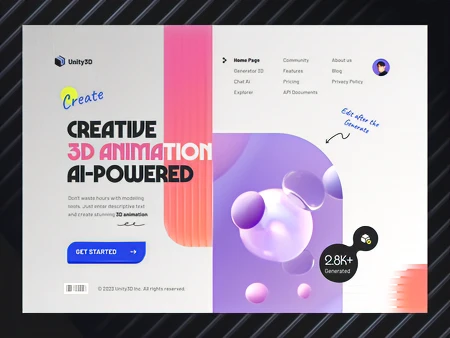 Unity3D
Home Page
Generator 3D
Chat Ai
Explorer
Community
Features
Pricing
API Documents
About us
Blog
Privacy Policy
Create
CREATIVE
3D ANIMATION
AI-POWERED
Don't waste hours with modeling
tools. Just enter descriptive text
and create stunning 3D animation
GET STARTED
Edit after the
Generate
2.8K+
Generated
© 2023 Unity3D Inc. All rights reserved.